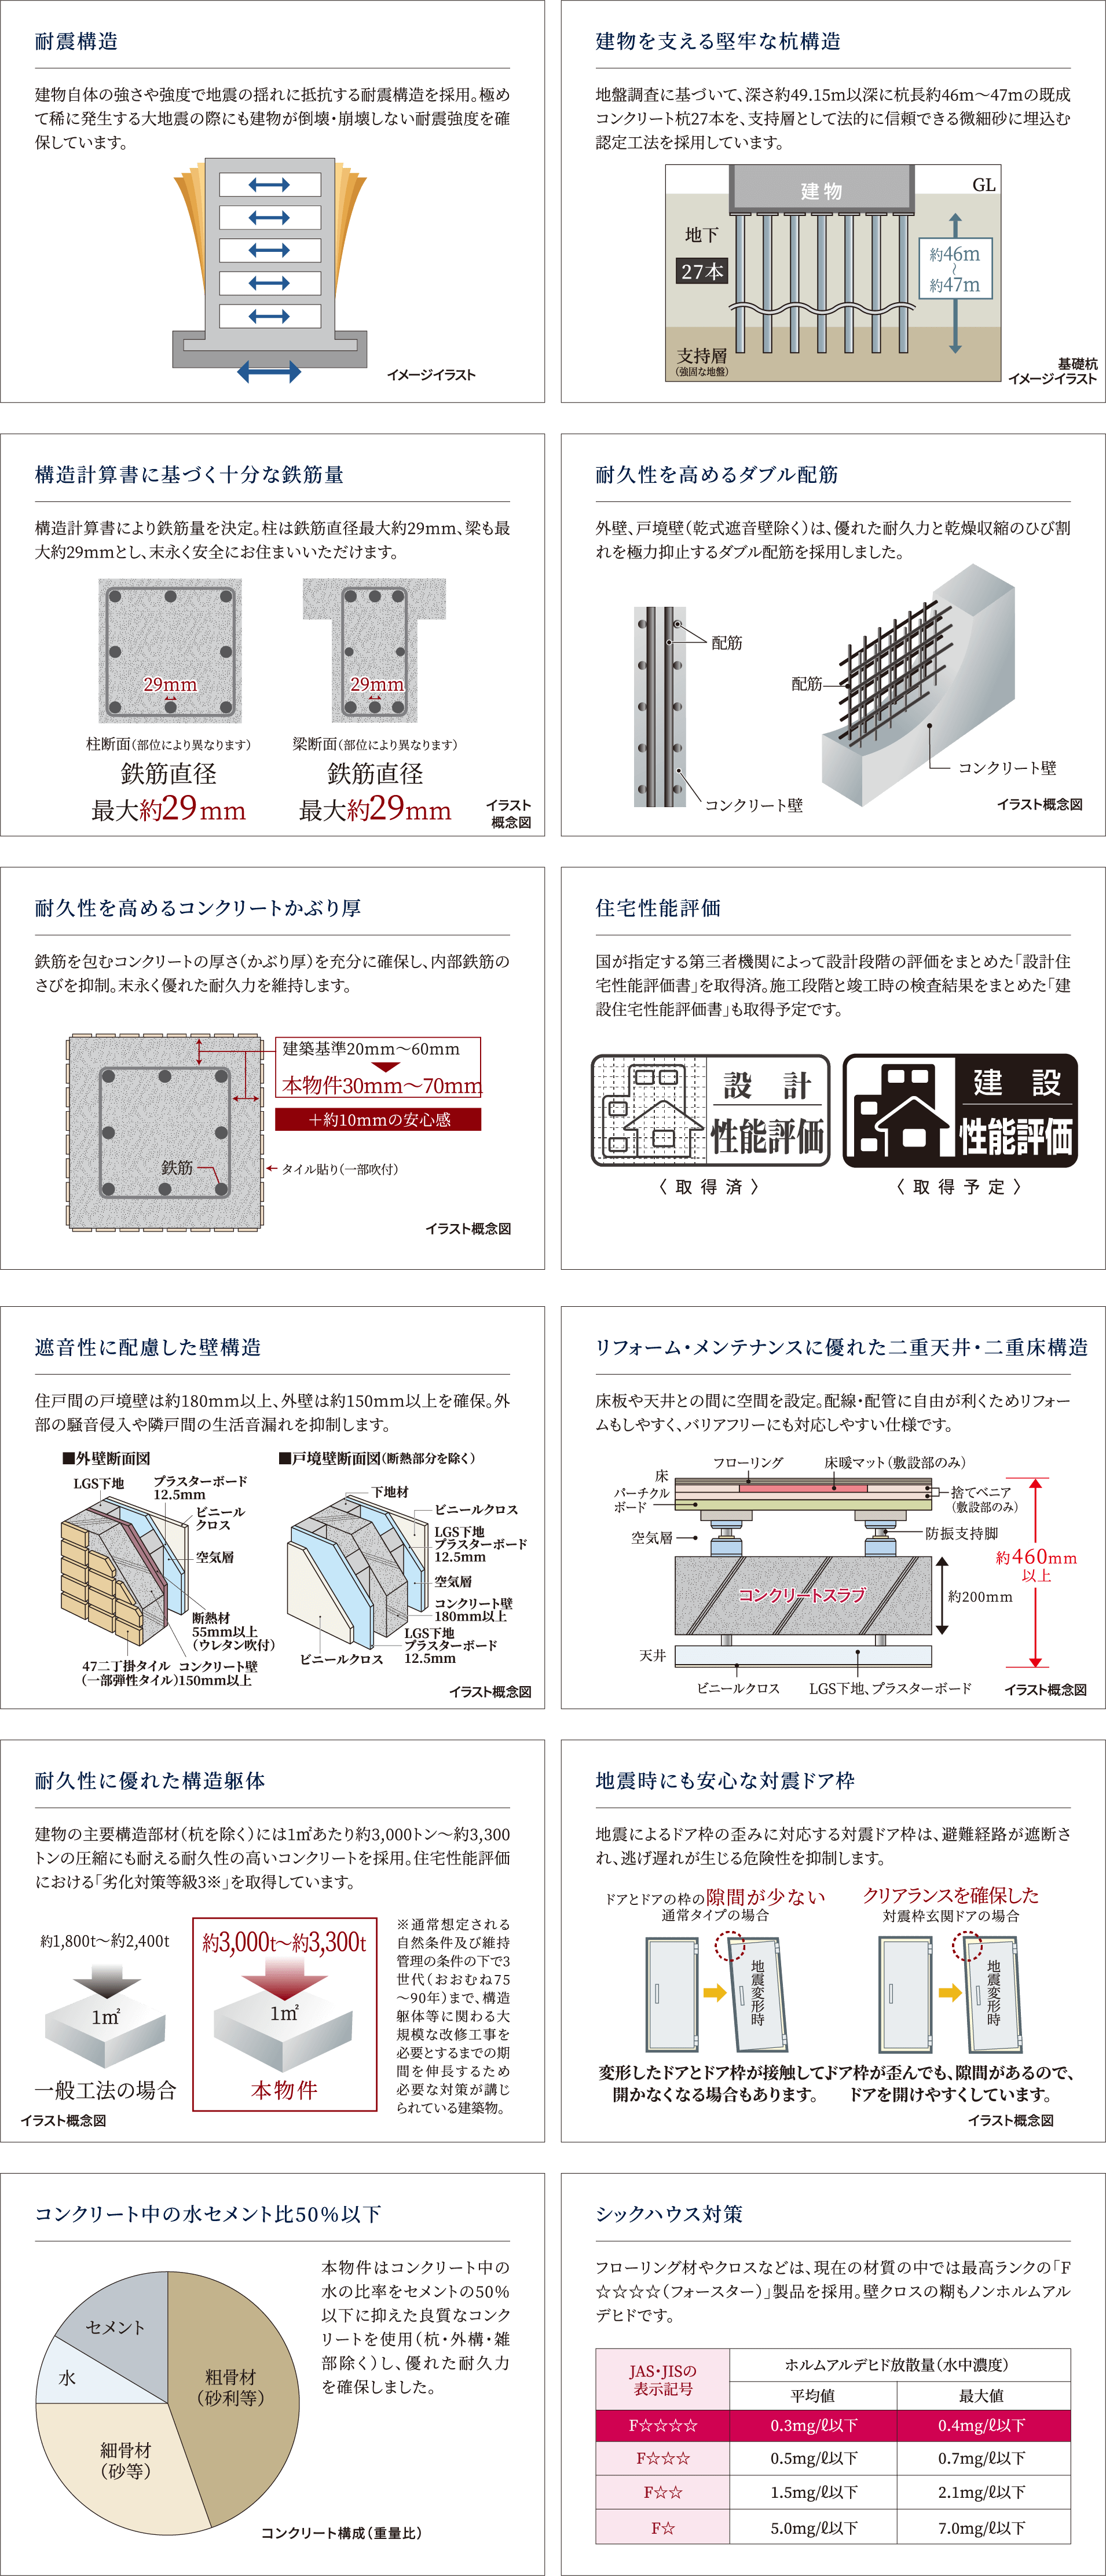 耐震構造
建物自体の強さや強度で地震の揺れに抵抗する耐震構造を採用。極め
て稀に発生する大地震の際にも建物が倒壊・崩壊しない耐震強度を確
保しています。
イメージイラスト
建物を支える堅牢な杭構造
地盤調査に基づいて、深さ約49.15m以深に杭長約46m〜47mの既成
コンクリート杭27本を、支持層として法的に信頼できる微細砂に埋込む
認定工法を採用しています。
建物
GL
地下
27本
約46m
〜
約47m
支持層
(強固な地盤)
基礎杭
イメージイラスト
構造計算書に基づく十分な鉄筋量
構造計算書により鉄筋量を決定。柱は鉄筋直径最大約29mm、梁も最
大約29mmとし、末永く安全にお住まいいただけます。
29mm
29mm
柱断面(部位により異なります)
梁断面(部位により異なります)
鉄筋直径
最大約29mm
鉄筋直径
最大約29mm
イラスト
概念図
耐久性を高めるダブル配筋
外壁、戸境壁(乾式遮音壁除く)は、優れた耐久力と乾燥収縮のひび割
れを極力抑止するダブル配筋を採用しました。
配筋
配筋
コンクリート壁
コンクリート壁
イラスト概念図
耐久性を高めるコンクリートかぶり厚
鉄筋を包むコンクリートの厚さ(かぶり厚)を充分に確保し、内部鉄筋の
さびを抑制。末永く優れた耐久力を維持します。
建築基準20mm〜60mm
本物件30mm〜70mm
＋約10mmの安心感
鉄筋
タイル貼り(一部吹付)
イラスト概念図
住宅性能評価
国が指定する第三者機関によって設計段階の評価をまとめた「設計住
宅性能評価書」を取得済。施工段階と竣工時の検査結果をまとめた「建
設住宅性能評価書」も取得予定です。
設計
性能評価
建設
性能評価
〈取得済〉
〈取得予定〉
遮音性に配慮した壁構造
住戸間の戸境壁は約180mm以上、外壁は約150mm以上を確保。外
部の騒音侵入や隣戸間の生活音漏れを抑制します。
■外壁断面図
LGS下地
プラスターボード
12.5mm
ビニール
クロス
空気層
断熱材
55mm以上
(ウレタン吹付)
47二丁掛タイル
(一部弾性タイル)
コンクリート壁
150mm以上
■戸境壁断面図(断熱部分を除く)
下地材
ビニールクロス
LGS下地
プラスターボード
12.5mm
空気層
コンクリート壁
180mm以上
LGS下地
プラスターボード
12.5mm
ビニールクロス
イラスト概念図
リフォーム・メンテナンスに優れた二重天井・二重床構造
床板や天井との間に空間を設定。配線・配管に自由が利くためリフォー
ムもしやすく、バリアフリーにも対応しやすい仕様です。
フローリング
床暖マット(敷設部のみ)
床
パーチクル
ボード
捨てベニア
(敷設部のみ)
空気層
防振支持脚
約460mm
以上
コンクリートスラブ
約200mm
天井
ビニールクロス
LGS下地、プラスターボード
イラスト概念図
耐久性に優れた構造躯体
建物の主要構造部材(杭を除く)には1㎡あたり約3,000トン〜約3,300
トンの圧縮にも耐える耐久性の高いコンクリートを採用。住宅性能評価
における「劣化対策等級3※」を取得しています。
約1,800t〜約2,400t
1㎡
一般工法の場合
約3,000t〜約3,300t
1㎡
本物件
※通常想定される
自然条件及び維持
管理の条件の下で3
世代(おおむね75
〜90年)まで、構造
躯体等に関わる大
規模な改修工事を
必要とするまでの期
間を伸長するため
必要な対策が講じ
られている建築物。
イラスト概念図
地震時にも安心な対震ドア枠
地震によるドア枠の歪みに対応する対震ドア枠は、避難経路が遮断さ
れ、逃げ遅れが生じる危険性を抑制します。
ドアとドアの枠の隙間が少ない
通常タイプの場合
地震変形時
変形したドアとドア枠が接触して、
開かなくなる場合もあります。
クリアランスを確保した
対震枠玄関ドアの場合
地震変形時
ドア枠が歪んでも、隙間があるので、
ドアを開けやすくしています。
イラスト概念図
コンクリート中の水セメント比50%以下
本物件はコンクリート中の
水の比率をセメントの50%
以下に抑えた良質なコンク
リートを使用(杭・外構・雑
部除く)し、優れた耐久力
を確保しました。
セメント
水
粗骨材
(砂利等)
細骨材
(砂等)
コンクリート構成(重量比)
シックハウス対策
フローリング材やクロスなどは、現在の材質の中では最高ランクの「F
☆☆☆☆(フォースター)」製品を採用。壁クロスの糊もノンホルムアル
デヒドです。
JAS・JISの
表示記号
ホルムアルデヒド放散量(水中濃度)
平均値 最大値
F☆☆☆☆ 0.3mg/ℓ以下 0.4mg/ℓ以下
F☆☆☆ 0.5mg/ℓ以下 0.7mg/ℓ以下
F☆☆ 1.5mg/ℓ以下 2.1mg/ℓ以下
F☆ 5.0mg/ℓ以下 7.0mg/ℓ以下